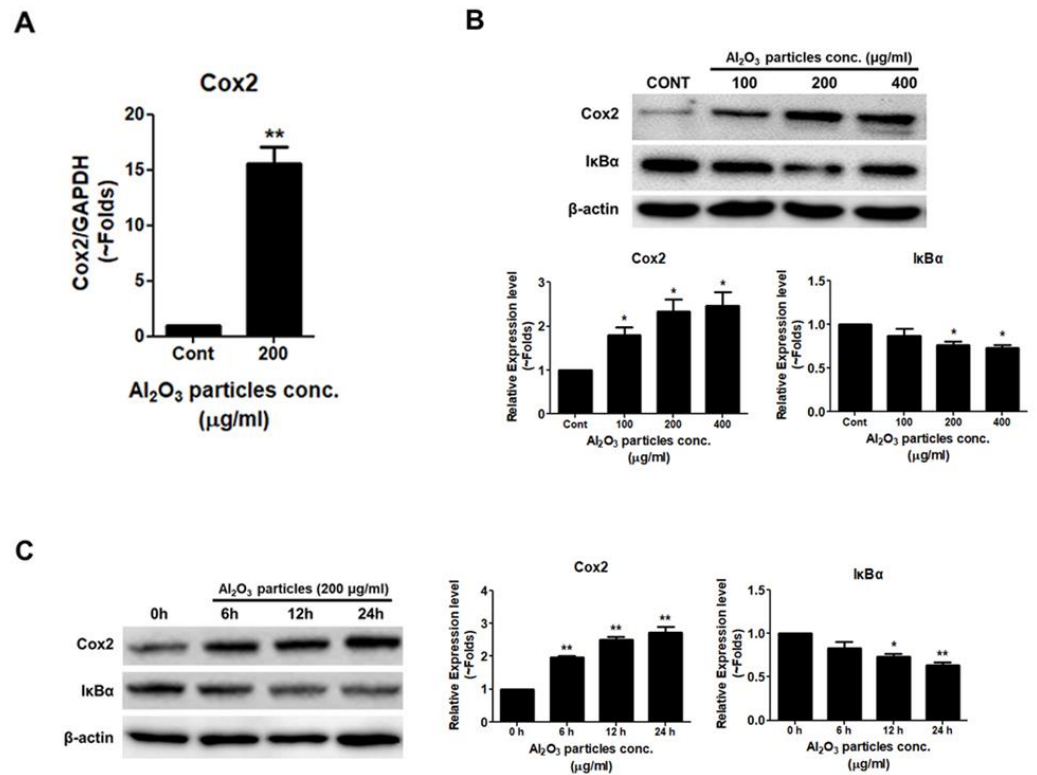 A
Cox2
Cox2/GAPDH
(~Folds)
20
15
10
5
0
**
Cont 200
Al₂O₃ particles conc.
(μg/ml)
B
Al₂O₃ particles conc. (μg/ml)
CONT 100 200 400
Cox2
IκBα
β-actin
Cox2
Relative Expression level
(~Folds)
3
2
1
0
* * *
Cont 100 200 400
Al₂O₃ particles conc.
(μg/ml)
IκBα
Relative Expression level
(~Folds)
1.5
1.0
0.5
0.0
* *
Cont 100 200 400
Al₂O₃ particles conc.
(μg/ml)
C
Al₂O₃ particles (200 μg/ml)
0h 6h 12h 24h
Cox2
IκBα
β-actin
Cox2
Relative Expression level
(~Folds)
4
3
2
1
0
** ** **
0 h 6 h 12 h 24 h
Al₂O₃ particles conc.
(μg/ml)
IκBα
Relative Expression level
(~Folds)
1.5
1.0
0.5
0.0
* **
0 h 6 h 12 h 24 h
Al₂O₃ particles conc.
(μg/ml)